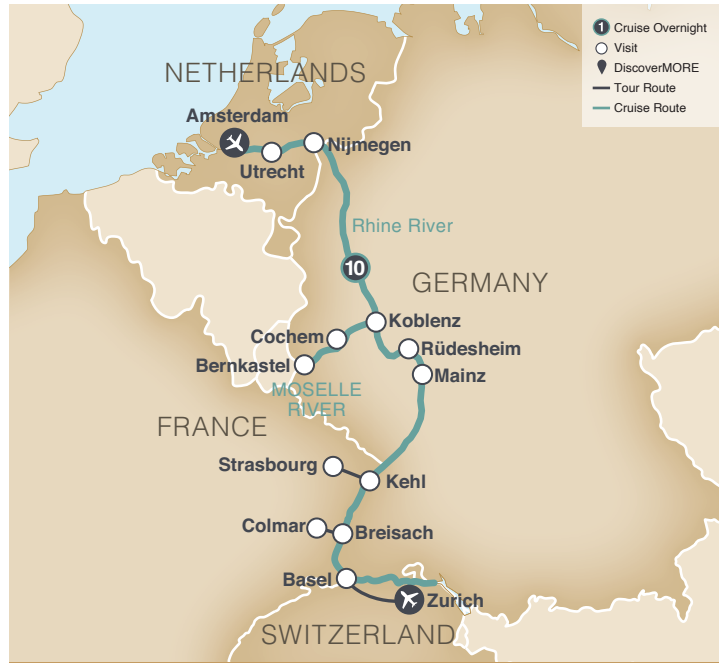 1 Cruise Overnight
Visit
DiscoverMORE
Tour Route
Cruise Route
NETHERLANDS
Amsterdam
Nijmegen
Utrecht
Rhine River
10
GERMANY
Koblenz
Cochem
Rüdesheim
Bernkastel
Mainz
MOSELLE
RIVER
FRANCE
Strasbourg
Kehl
Colmar
Breisach
Basel
Zurich
SWITZERLAND